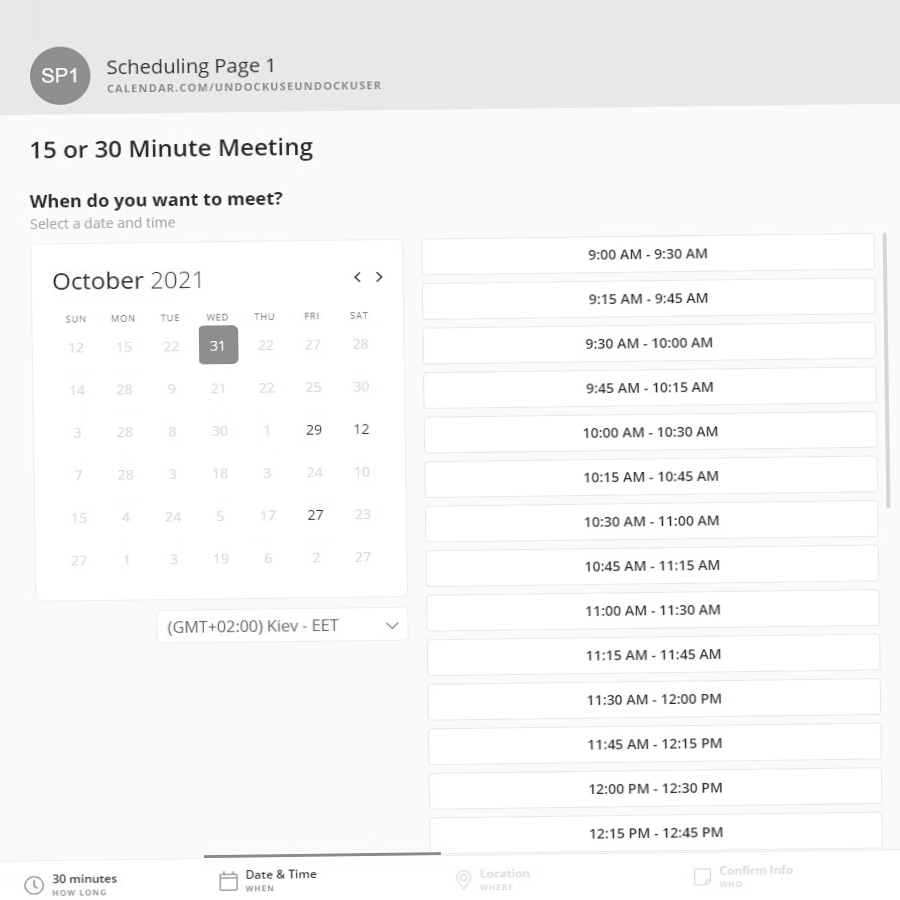 SP1
Scheduling Page 1
CALENDAR.COM/UNDOCKUSEUNDOCKUSER
15 or 30 Minute Meeting
When do you want to meet?
Select a date and time
October 2021
SUN MON TUE WED THU FRI SAT
12 15 22 31 22 27 28
14 28 9 21 22 25 30
3 28 8 30 1 29 12
7 28 3 18 3 24 10
15 4 24 5 17 27 23
27 1 3 19 6 2 27
(GMT+02:00) Kiev - EET
9:00 AM - 9:30 AM
9:15 AM - 9:45 AM
9:30 AM - 10:00 AM
9:45 AM - 10:15 AM
10:00 AM - 10:30 AM
10:15 AM - 10:45 AM
10:30 AM - 11:00 AM
10:45 AM - 11:15 AM
11:00 AM - 11:30 AM
11:15 AM - 11:45 AM
11:30 AM - 12:00 PM
11:45 AM - 12:15 PM
12:00 PM - 12:30 PM
12:15 PM - 12:45 PM
30 minutes
HOW LONG
Date & Time
WHEN
Location
WHERE
Confirm Info
WHO